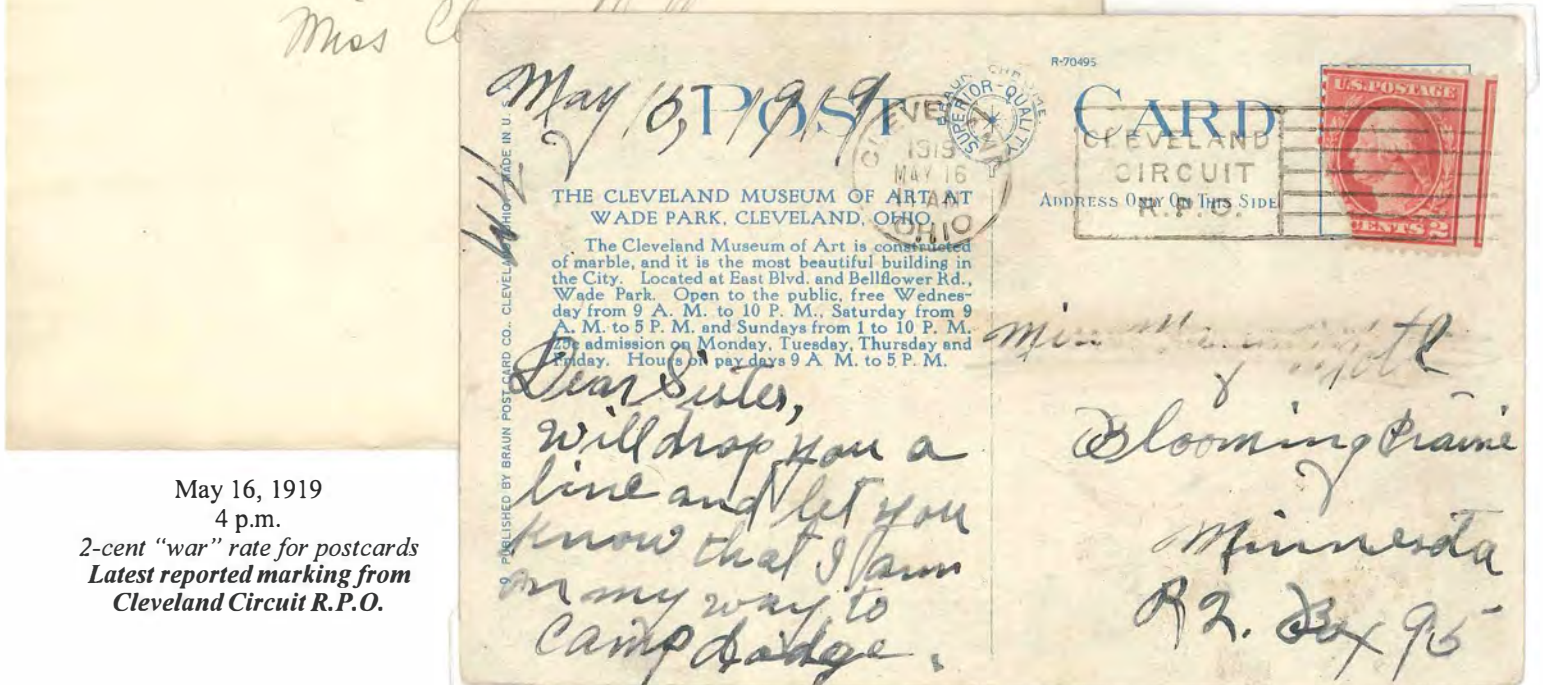 Miss
May 15, 1919
R-70495
POST CARD
BRAUN CHROME
SUPERIOR-QUALITY
CLEVELAND
1919
MAY 16
AM
OHIO
CLEVELAND
CIRCUIT
R.P.O.
U.S. POSTAGE
CENTS 2
THE CLEVELAND MUSEUM OF ART, AT
WADE PARK, CLEVELAND, OHIO.
The Cleveland Museum of Art is constructed
of marble, and it is the most beautiful building in
the City. Located at East Blvd. and Bellflower Rd.,
Wade Park. Open to the public, free Wednes-
day from 9 A. M. to 10 P. M., Saturday from 9
A. M. to 5 P. M. and Sundays from 1 to 10 P. M.
25c admission on Monday, Tuesday, Thursday and
Friday. Hours on pay days 9 A. M. to 5 P. M.
9 PUBLISHED BY BRAUN POST CARD CO., CLEVELAND, OHIO. MADE IN U. S. A.
Dear Sister,
Will drop you a
line and let you
know that I am
on my way to
Camp Dodge.
ADDRESS ONLY ON THIS SIDE
Miss
Blooming Prairie
Minnesota
R2. Box 95
May 16, 1919
4 p.m.
2-cent “war” rate for postcards
Latest reported marking from
Cleveland Circuit R.P.O.